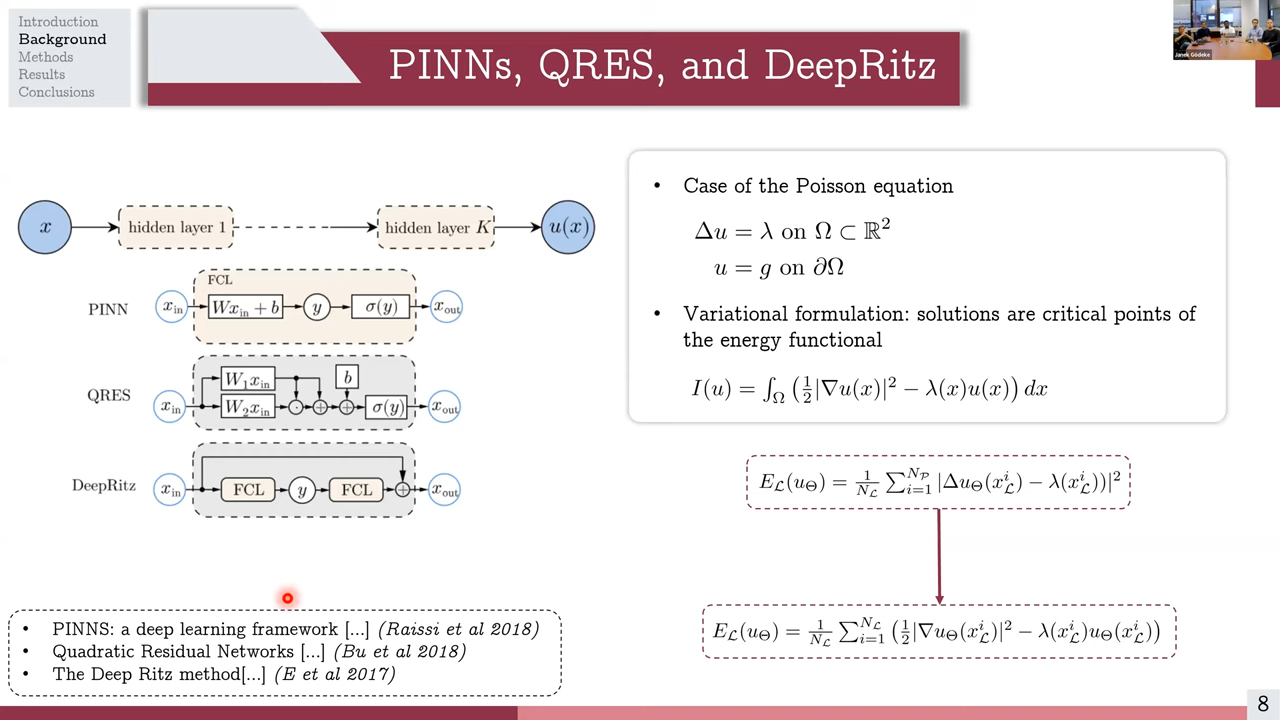 Introduction
Background
Methods
Results
Conclusions
PINNs, QRES, and DeepRitz
Janek Gödeke
x
hidden layer 1
hidden layer K
u(x)
PINN
x_in
FCL
Wx_in + b
y
σ(y)
x_out
QRES
x_in
W_1x_in
W_2x_in
b
σ(y)
x_out
DeepRitz
x_in
FCL
y
FCL
x_out
• Case of the Poisson equation
Δu = λ on Ω ⊂ ℝ²
u = g on ∂Ω
• Variational formulation: solutions are critical points of
the energy functional
I(u) = ∫_Ω (½|∇u(x)|² − λ(x)u(x)) dx
E_ℒ(u_Θ) = 1/N_ℒ ∑_{i=1}^{N_𝒫} |Δu_Θ(x_ℒ^i) − λ(x_ℒ^i))|²
E_ℒ(u_Θ) = 1/N_ℒ ∑_{i=1}^{N_ℒ} (½|∇u_Θ(x_ℒ^i)|² − λ(x_ℒ^i)u_Θ(x_ℒ^i))
• PINNS: a deep learning framework [...] (Raissi et al 2018)
• Quadratic Residual Networks [...] (Bu et al 2018)
• The Deep Ritz method[...] (E et al 2017)
8